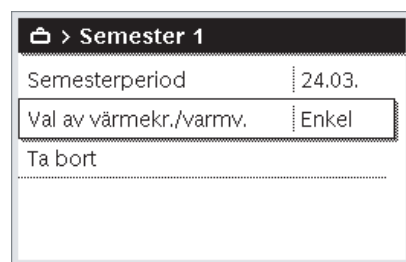 > Semester 1
Semesterperiod 24.03.
Val av värmekr./varmv. Enkel
Ta bort